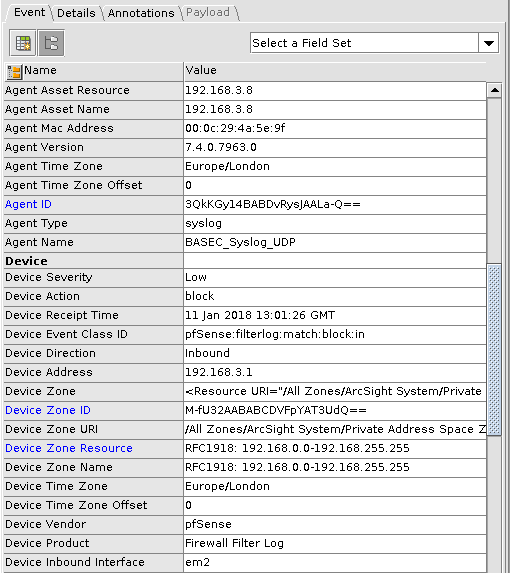 Event Details Annotations Payload
Select a Field Set
Name Value
Agent Asset Resource 192.168.3.8
Agent Asset Name 192.168.3.8
Agent Mac Address 00:0c:29:4a:5e:9f
Agent Version 7.4.0.7963.0
Agent Time Zone Europe/London
Agent Time Zone Offset 0
Agent ID 3QkKGy14BABDvRysJAALa-Q==
Agent Type syslog
Agent Name BASEC_Syslog_UDP
Device
Device Severity Low
Device Action block
Device Receipt Time 11 Jan 2018 13:01:26 GMT
Device Event Class ID pfSense:filterlog:match:block:in
Device Direction Inbound
Device Address 192.168.3.1
Device Zone <Resource URI="/All Zones/ArcSight System/Private
Device Zone ID M-fU32AABABCDVFpYAT3UdQ==
Device Zone URI /All Zones/ArcSight System/Private Address Space Z
Device Zone Resource RFC1918: 192.168.0.0-192.168.255.255
Device Zone Name RFC1918: 192.168.0.0-192.168.255.255
Device Time Zone Europe/London
Device Time Zone Offset 0
Device Vendor pfSense
Device Product Firewall Filter Log
Device Inbound Interface em2